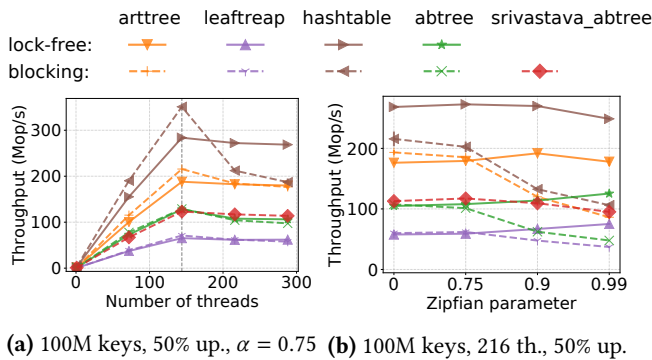 arttree leaftreap hashtable abtree srivastava_abtree
lock-free:
blocking:
Throughput (Mop/s)
300
200
100
0
0 100 200 300
Number of threads
Throughput (Mop/s)
200
100
0
0 0.75 0.9 0.99
Zipfian parameter
(a) 100M keys, 50% up., α = 0.75 (b) 100M keys, 216 th., 50% up.